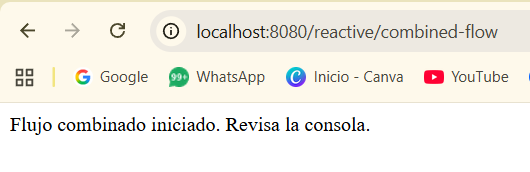 localhost:8080/reactive/combined-flow
Google 99+ WhatsApp Inicio - Canva YouTube
Flujo combinado iniciado. Revisa la consola.